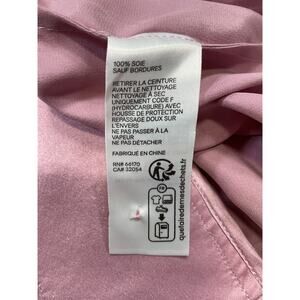 100% SOIE
SAUF BORDURES
RETIRER LA CEINTURE
AVANT LE NETTOYAGE
NETTOYAGE À SEC
UNIQUEMENT CODE F
(HYDROCARBURE) AVEC
HOUSSE DE PROTECTION
REPASSAGE DOUX SUR
L'ENVERS
NE PAS PASSER À LA
VAPEUR
NE PAS DÉTACHER
FABRIQUÉ EN CHINE
RN# 66170
CA# 32054
FR
quefairedemesdechets.fr